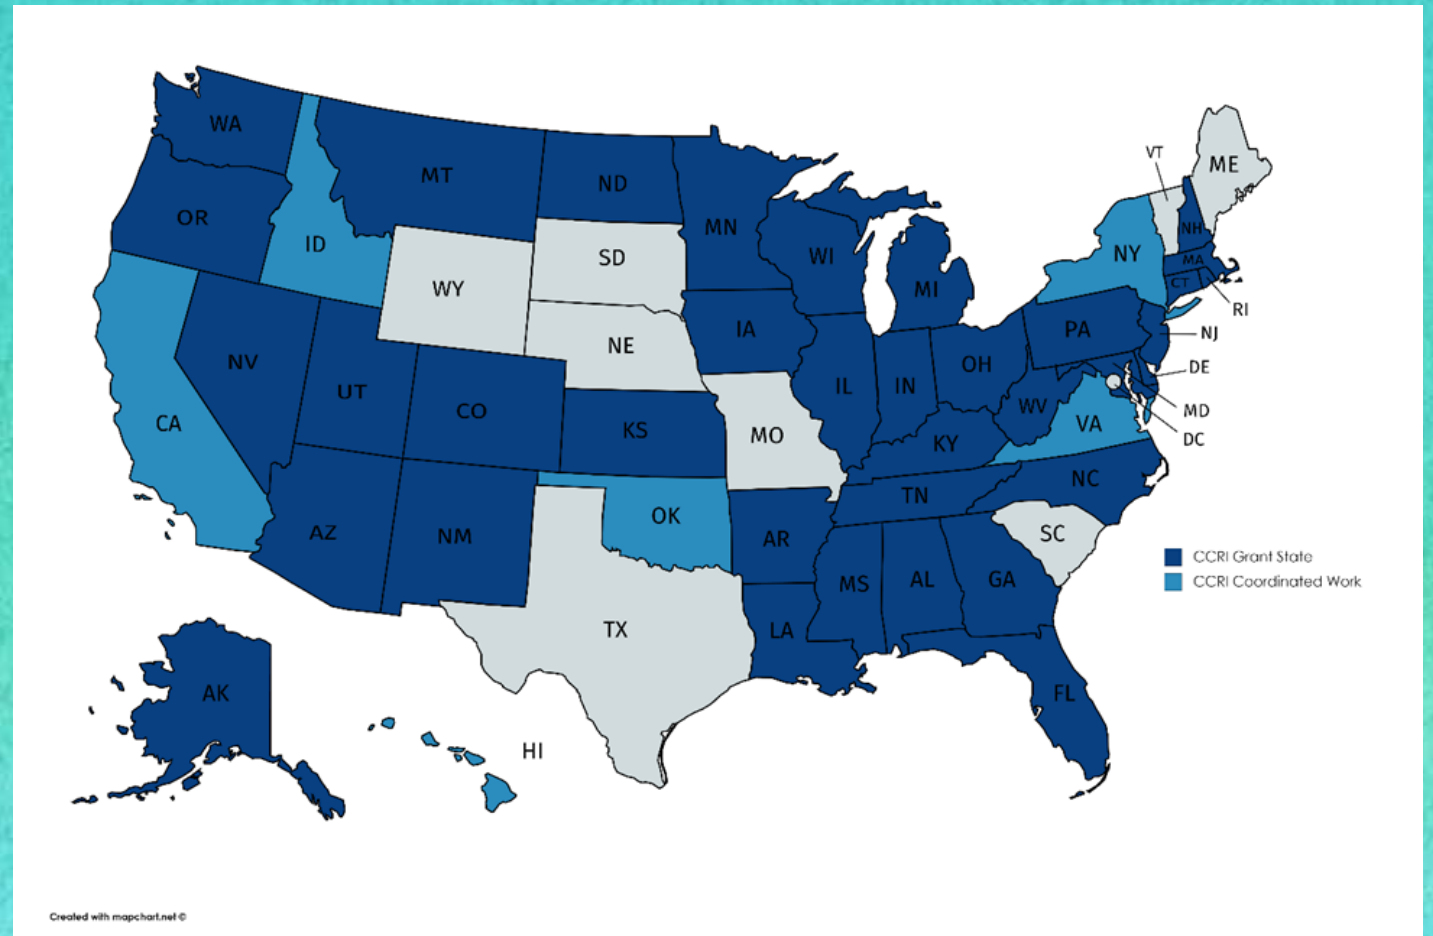 WA
MT
ND
MN
VT
ME
OR
ID
SD
WI
MI
NY
NH
MA
CT
RI
WY
NE
IA
PA
NJ
NV
UT
CO
IL
IN
OH
DE
CA
KS
MO
KY
WV
VA
MD
DC
AZ
NM
OK
AR
TN
NC
SC
MS
AL
GA
TX
LA
FL
AK
HI
CCRI Grant State
CCRI Coordinated Work
Created with mapchart.net ©